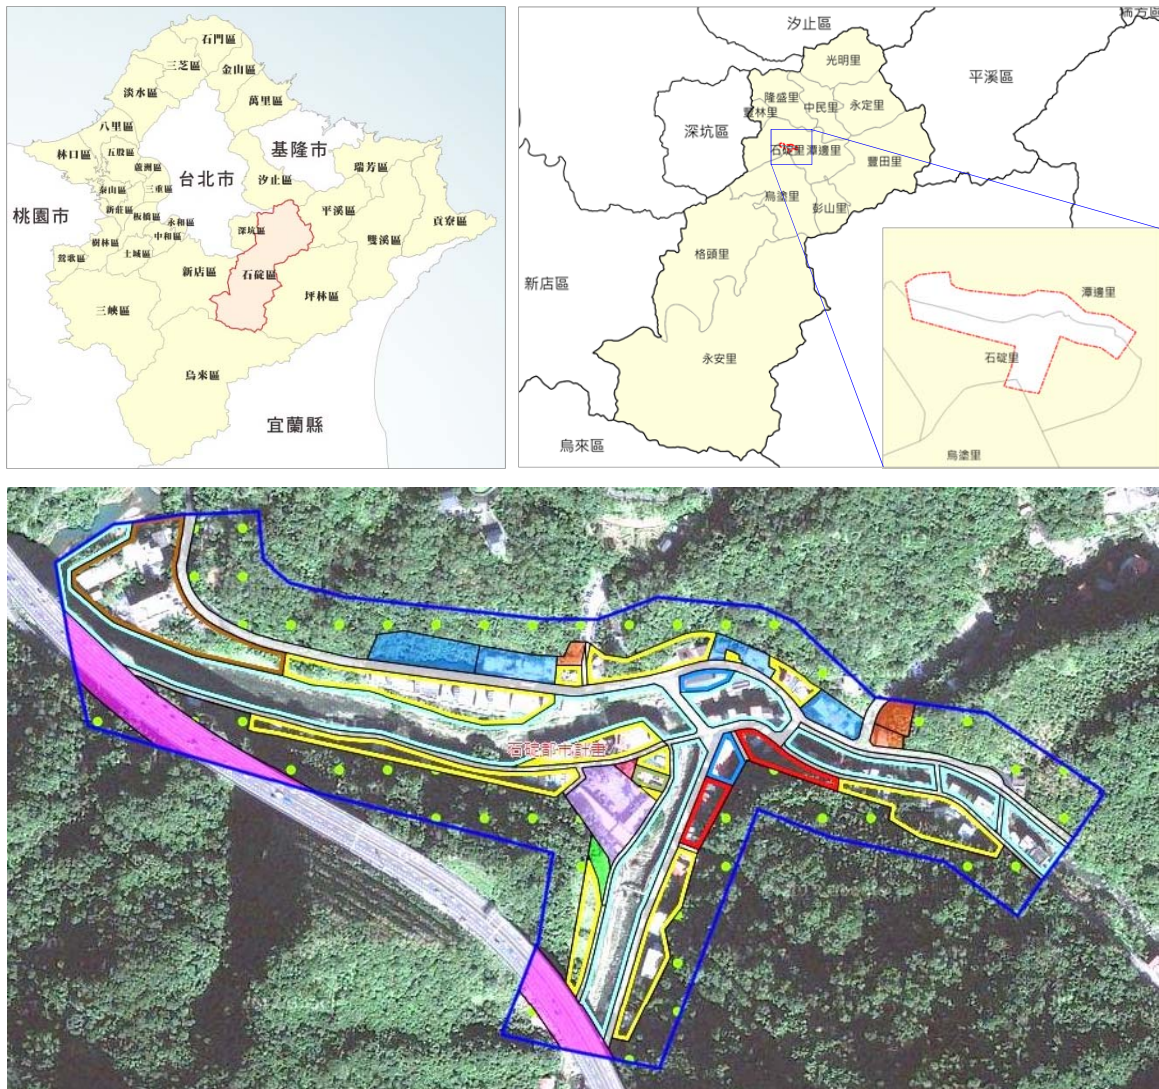 石門區
三芝區
金山區
淡水區
萬里區
八里區
基隆市
林口區
五股區
蘆洲區
台北市
汐止區
瑞芳區
泰山區
三重區
新莊區
板橋區
永和區
平溪區
貢寮區
桃園市
中和區
深坑區
雙溪區
樹林區
土城區
鶯歌區
新店區
石碇區
坪林區
三峽區
烏來區
宜蘭縣
汐止區
瑞芳區
光明里
平溪區
隆盛里
中民里
永定里
豐林里
深坑區
石碇里
潭邊里
豐田里
烏塗里
彭山里
格頭里
新店區
永安里
烏來區
潭邊里
石碇里
烏塗里
石碇都市計畫